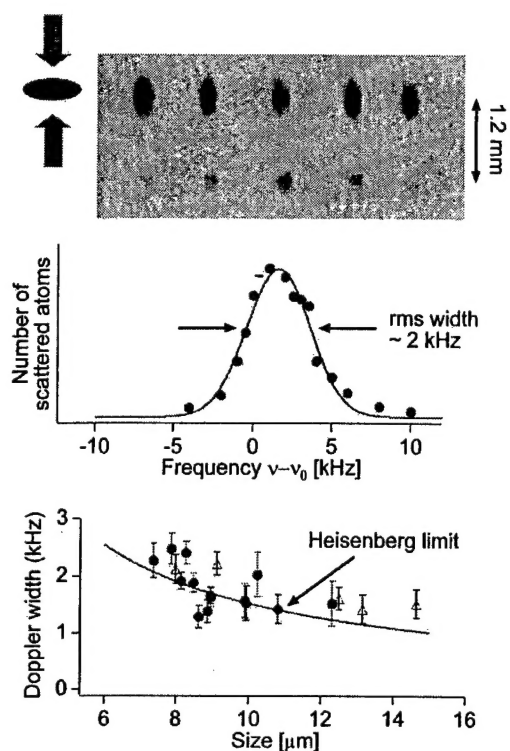 1.2 mm
Number of
scattered atoms
rms width
~ 2 kHz
-10
-5
0
5
10
Frequency ν−ν0 [kHz]
Doppler width (kHz)
3
2
1
0
Heisenberg limit
6
8
10
12
14
16
Size [μm]